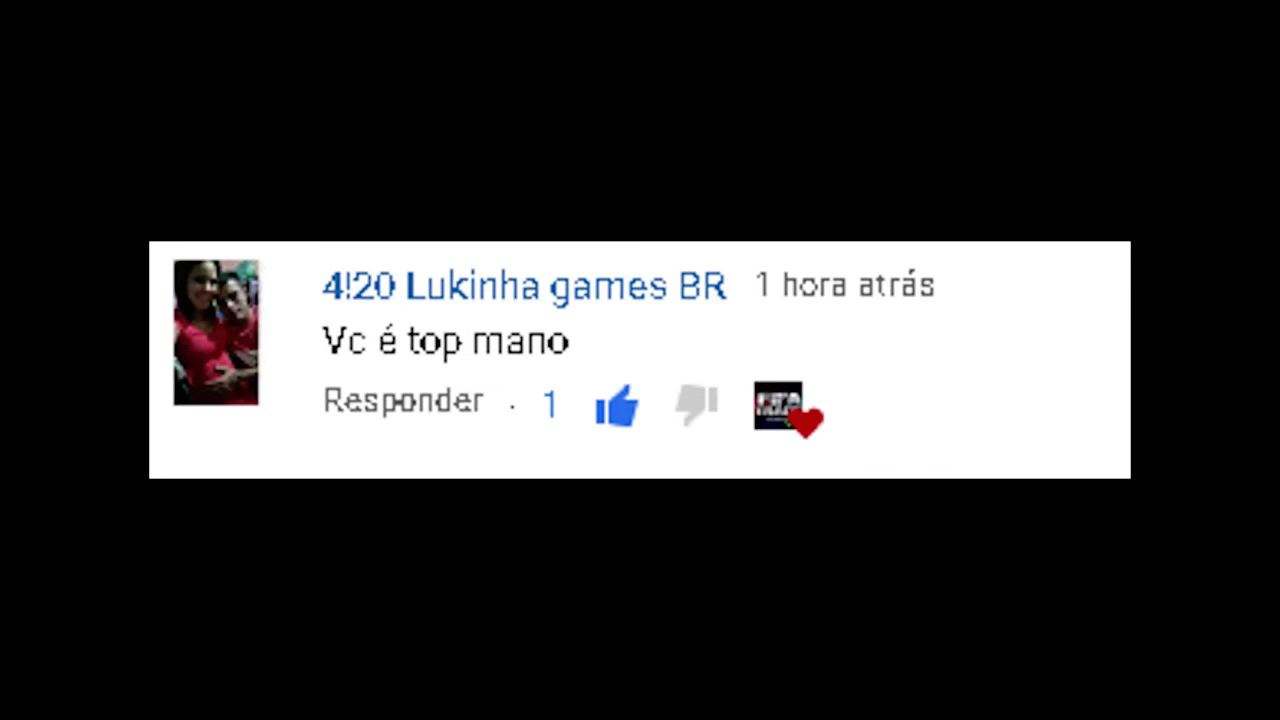 4!20 Lukinha games BR 1 hora atrás
Vc é top mano
Responder · 1